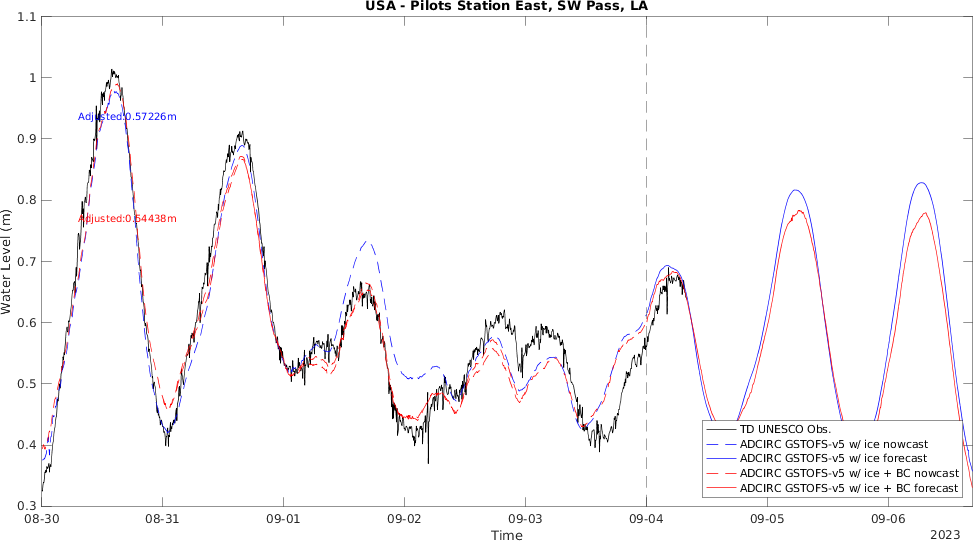 USA - Pilots Station East, SW Pass, LA
1.1
1
0.9
0.8
0.7
0.6
0.5
0.4
0.3
Water Level (m)
Adjusted:0.57226m
Adjusted:0.54438m
TD UNESCO Obs.
ADCIRC GSTOFS-v5 w/ ice nowcast
ADCIRC GSTOFS-v5 w/ ice forecast
ADCIRC GSTOFS-v5 w/ ice + BC nowcast
ADCIRC GSTOFS-v5 w/ ice + BC forecast
08-30 08-31 09-01 09-02 09-03 09-04 09-05 09-06
Time
2023